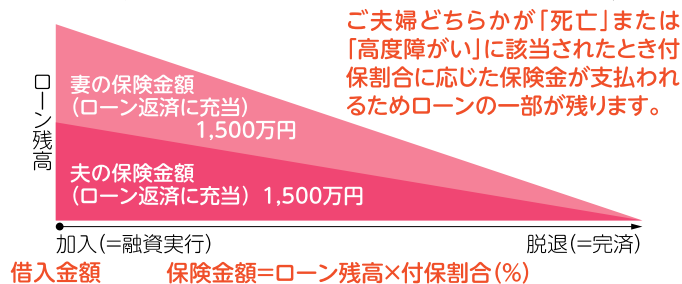 ご夫婦どちらかが「死亡」または
「高度障がい」に該当されたとき付
保割合に応じた保険金が支払われ
るためローンの一部が残ります。
ローン残高
妻の保険金額
(ローン返済に充当)
1,500万円
夫の保険金額
(ローン返済に充当) 1,500万円
加入(=融資実行)
脱退(=完済)
借入金額 保険金額=ローン残高×付保割合(%)